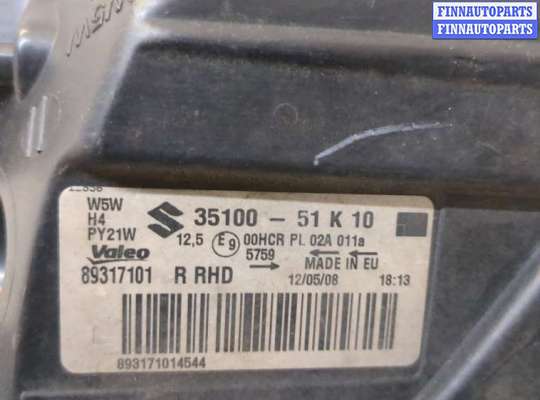 FINNAUTOPARTS
FINNAUTOPARTS
W5W
H4
PY21W
35100 - 51 K 10
12,5 E9 00HCR PL 02A 011a
5759
Valeo
MADE IN EU
89317101 R RHD
12/05/08 18:13
893171014544